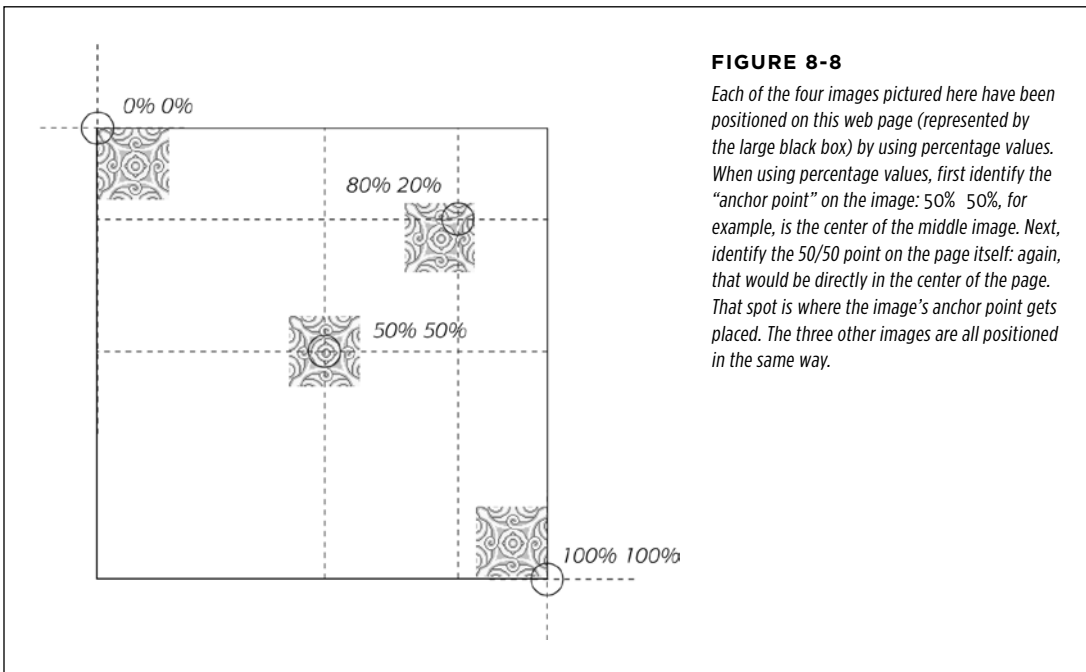 0% 0%
80% 20%
50% 50%
100% 100%
FIGURE 8-8
Each of the four images pictured here have been
positioned on this web page (represented by
the large black box) by using percentage values.
When using percentage values, first identify the
“anchor point” on the image: 50% 50%, for
example, is the center of the middle image. Next,
identify the 50/50 point on the page itself: again,
that would be directly in the center of the page.
That spot is where the image’s anchor point gets
placed. The three other images are all positioned
in the same way.